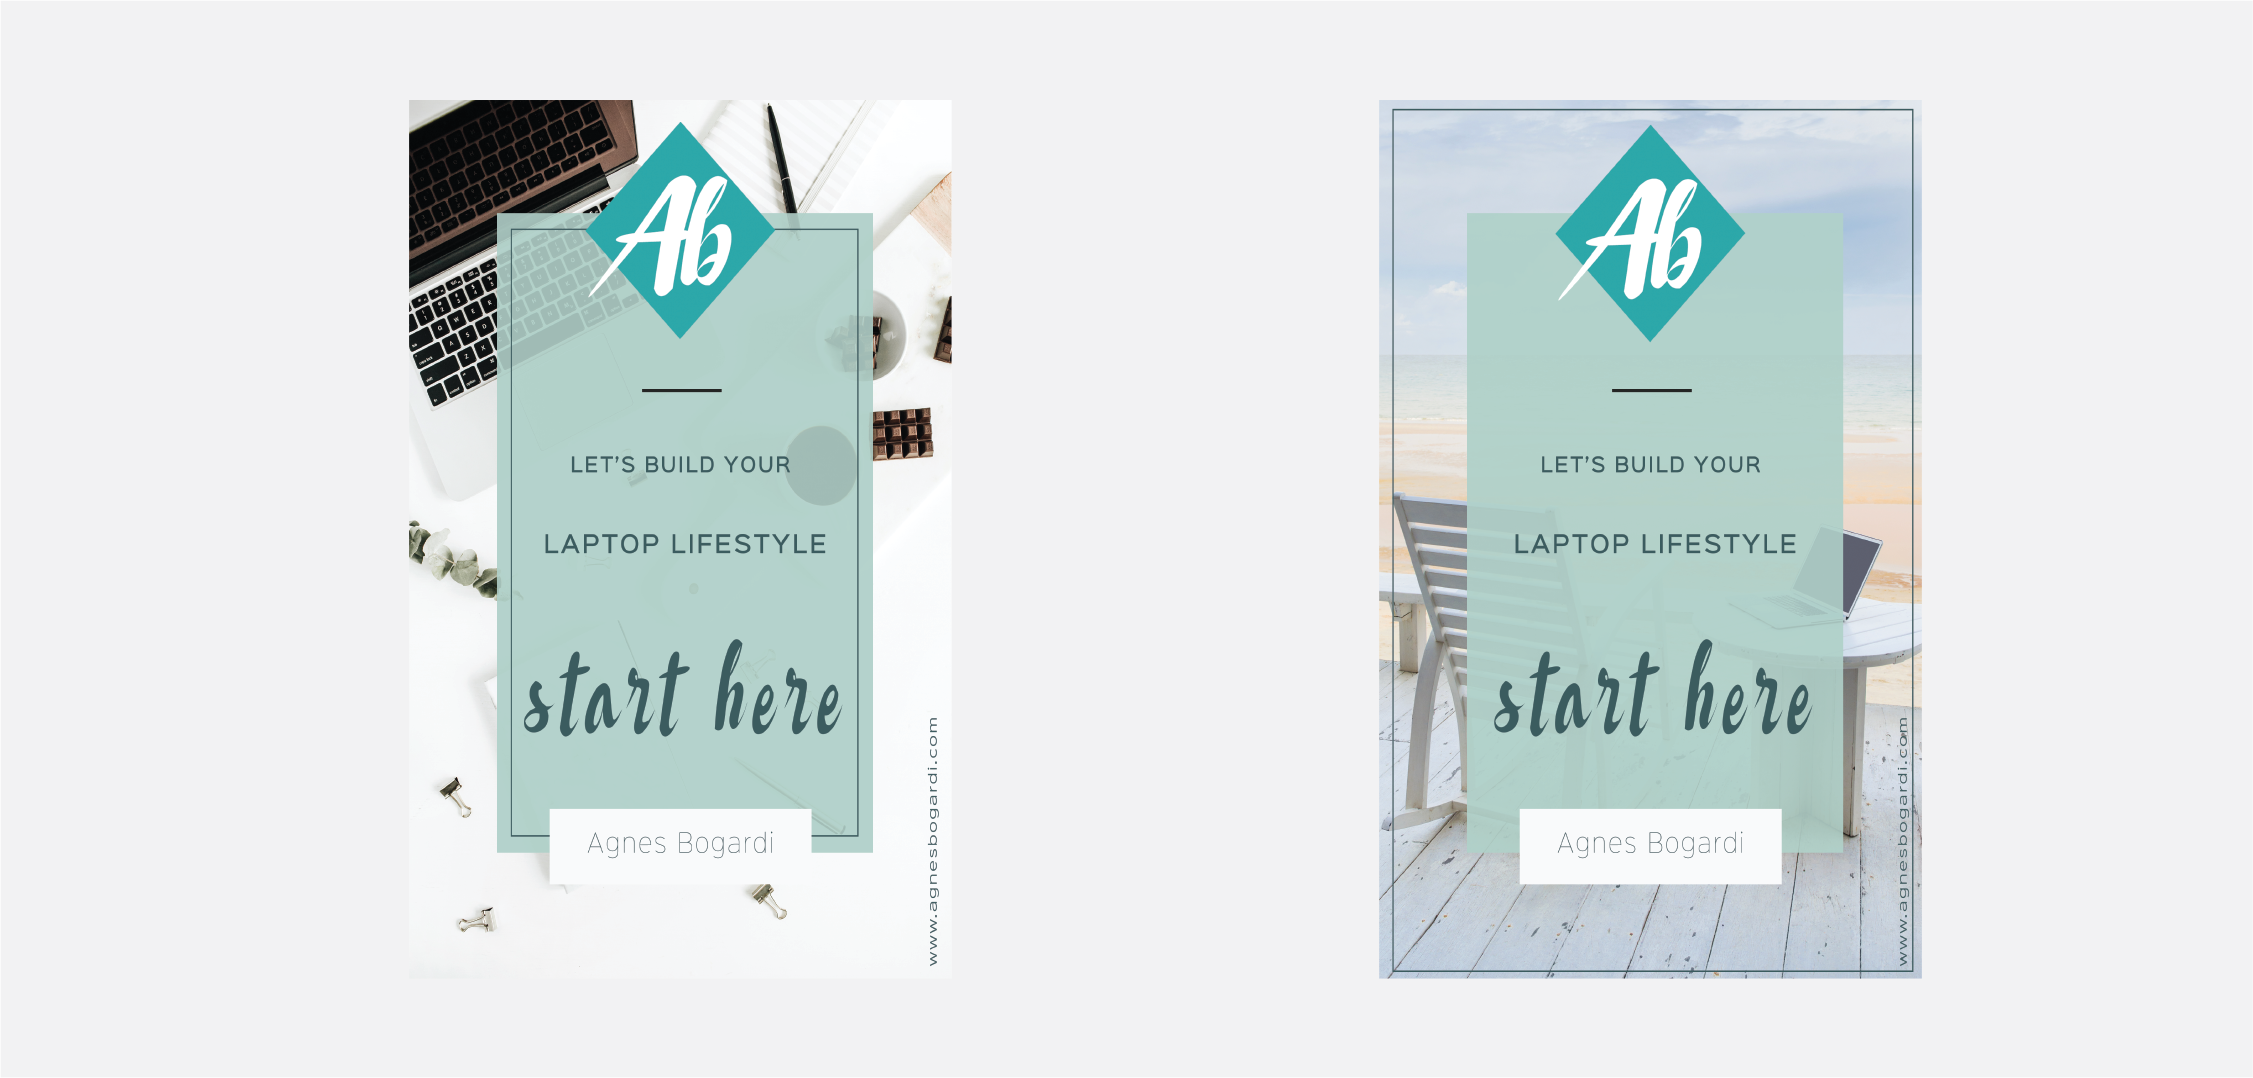 Ab
LET'S BUILD YOUR
LAPTOP LIFESTYLE
start here
Agnes Bogardi
www.agnesbogardi.com
Ab
LET'S BUILD YOUR
LAPTOP LIFESTYLE
start here
Agnes Bogardi
www.agnesbogardi.com